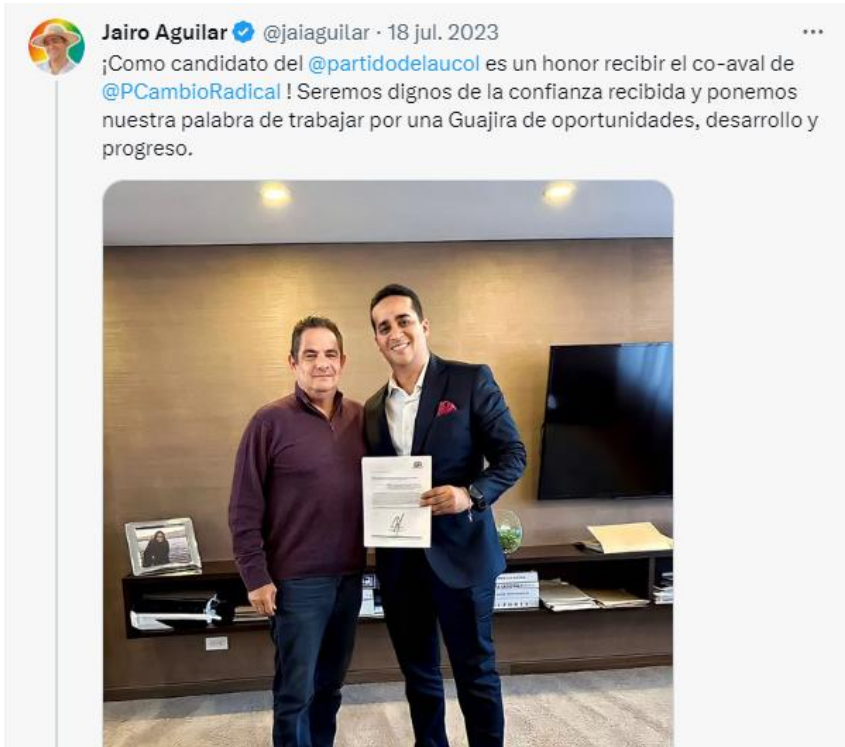 Jairo Aguilar @jaiaguilar · 18 jul. 2023
¡Como candidato del @partidodelaucol es un honor recibir el co-aval de
@PCambioRadical ! Seremos dignos de la confianza recibida y ponemos
nuestra palabra de trabajar por una Guajira de oportunidades, desarrollo y
progreso.